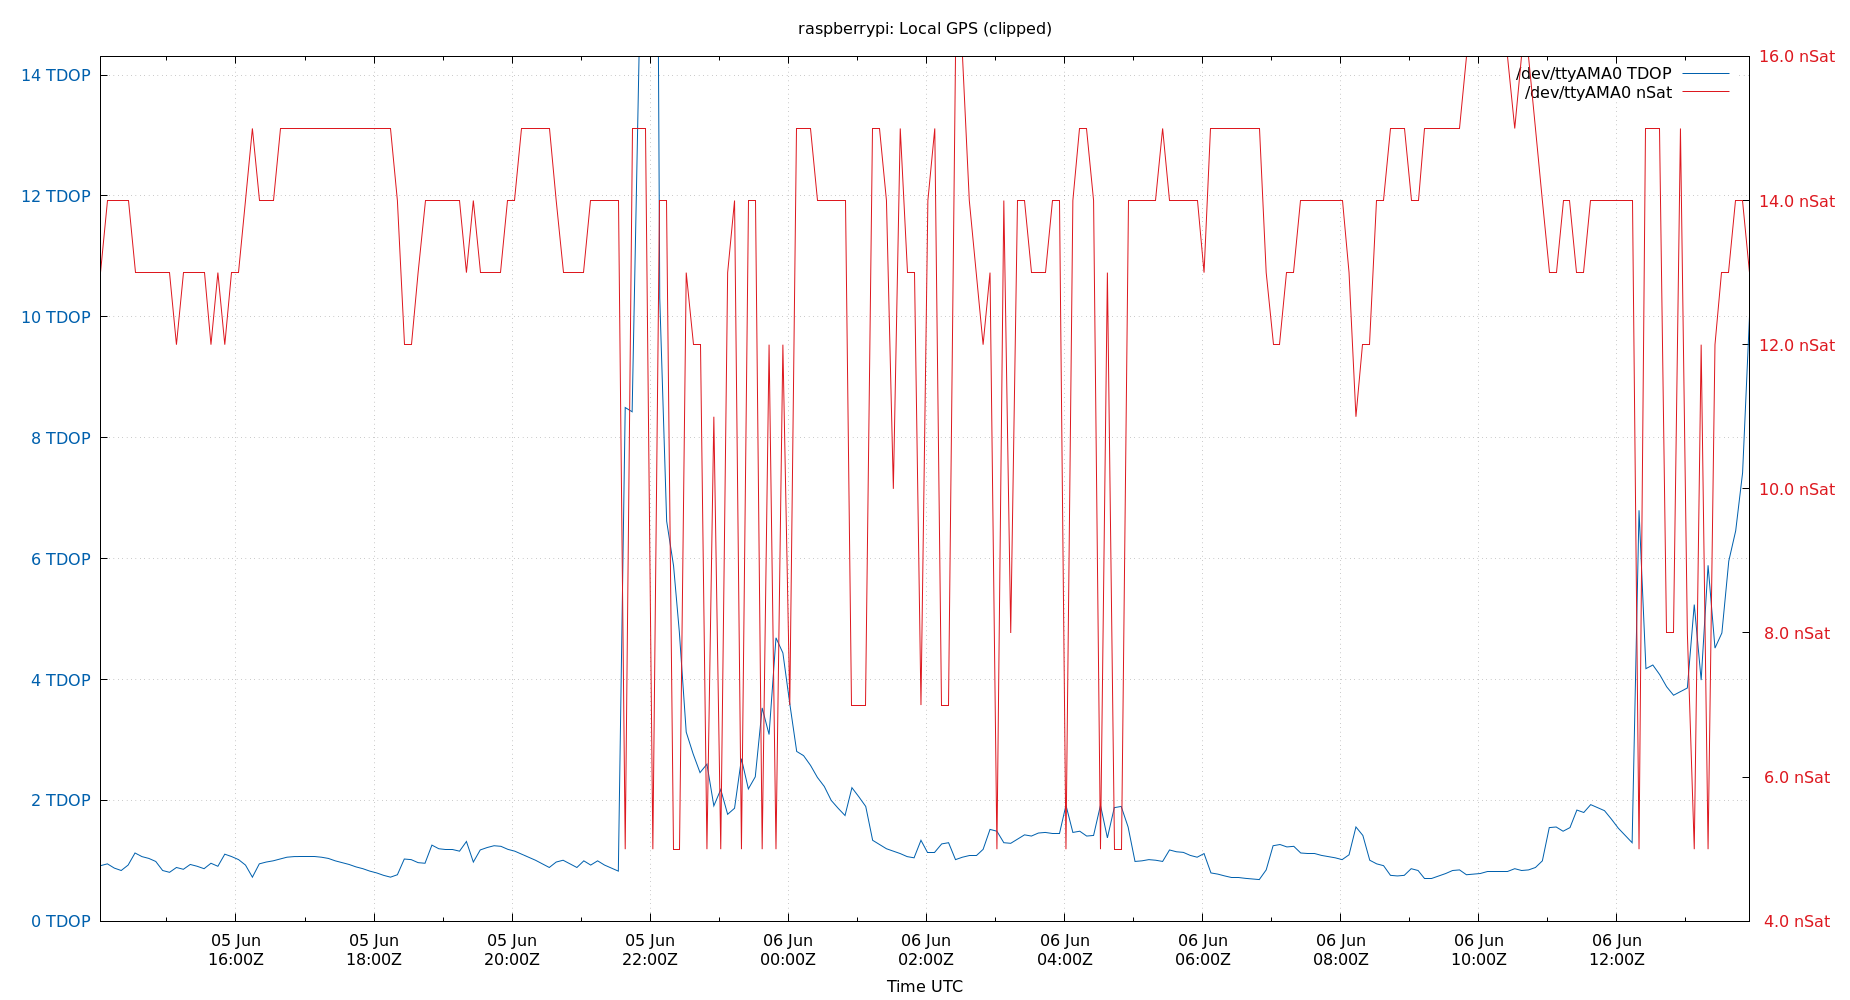 raspberrypi: Local GPS (clipped)
14 TDOP
12 TDOP
10 TDOP
8 TDOP
6 TDOP
4 TDOP
2 TDOP
0 TDOP
16.0 nSat
14.0 nSat
12.0 nSat
10.0 nSat
8.0 nSat
6.0 nSat
4.0 nSat
/dev/ttyAMA0 TDOP
/dev/ttyAMA0 nSat
05 Jun
16:00Z
05 Jun
18:00Z
05 Jun
20:00Z
05 Jun
22:00Z
06 Jun
00:00Z
06 Jun
02:00Z
06 Jun
04:00Z
06 Jun
06:00Z
06 Jun
08:00Z
06 Jun
10:00Z
06 Jun
12:00Z
Time UTC